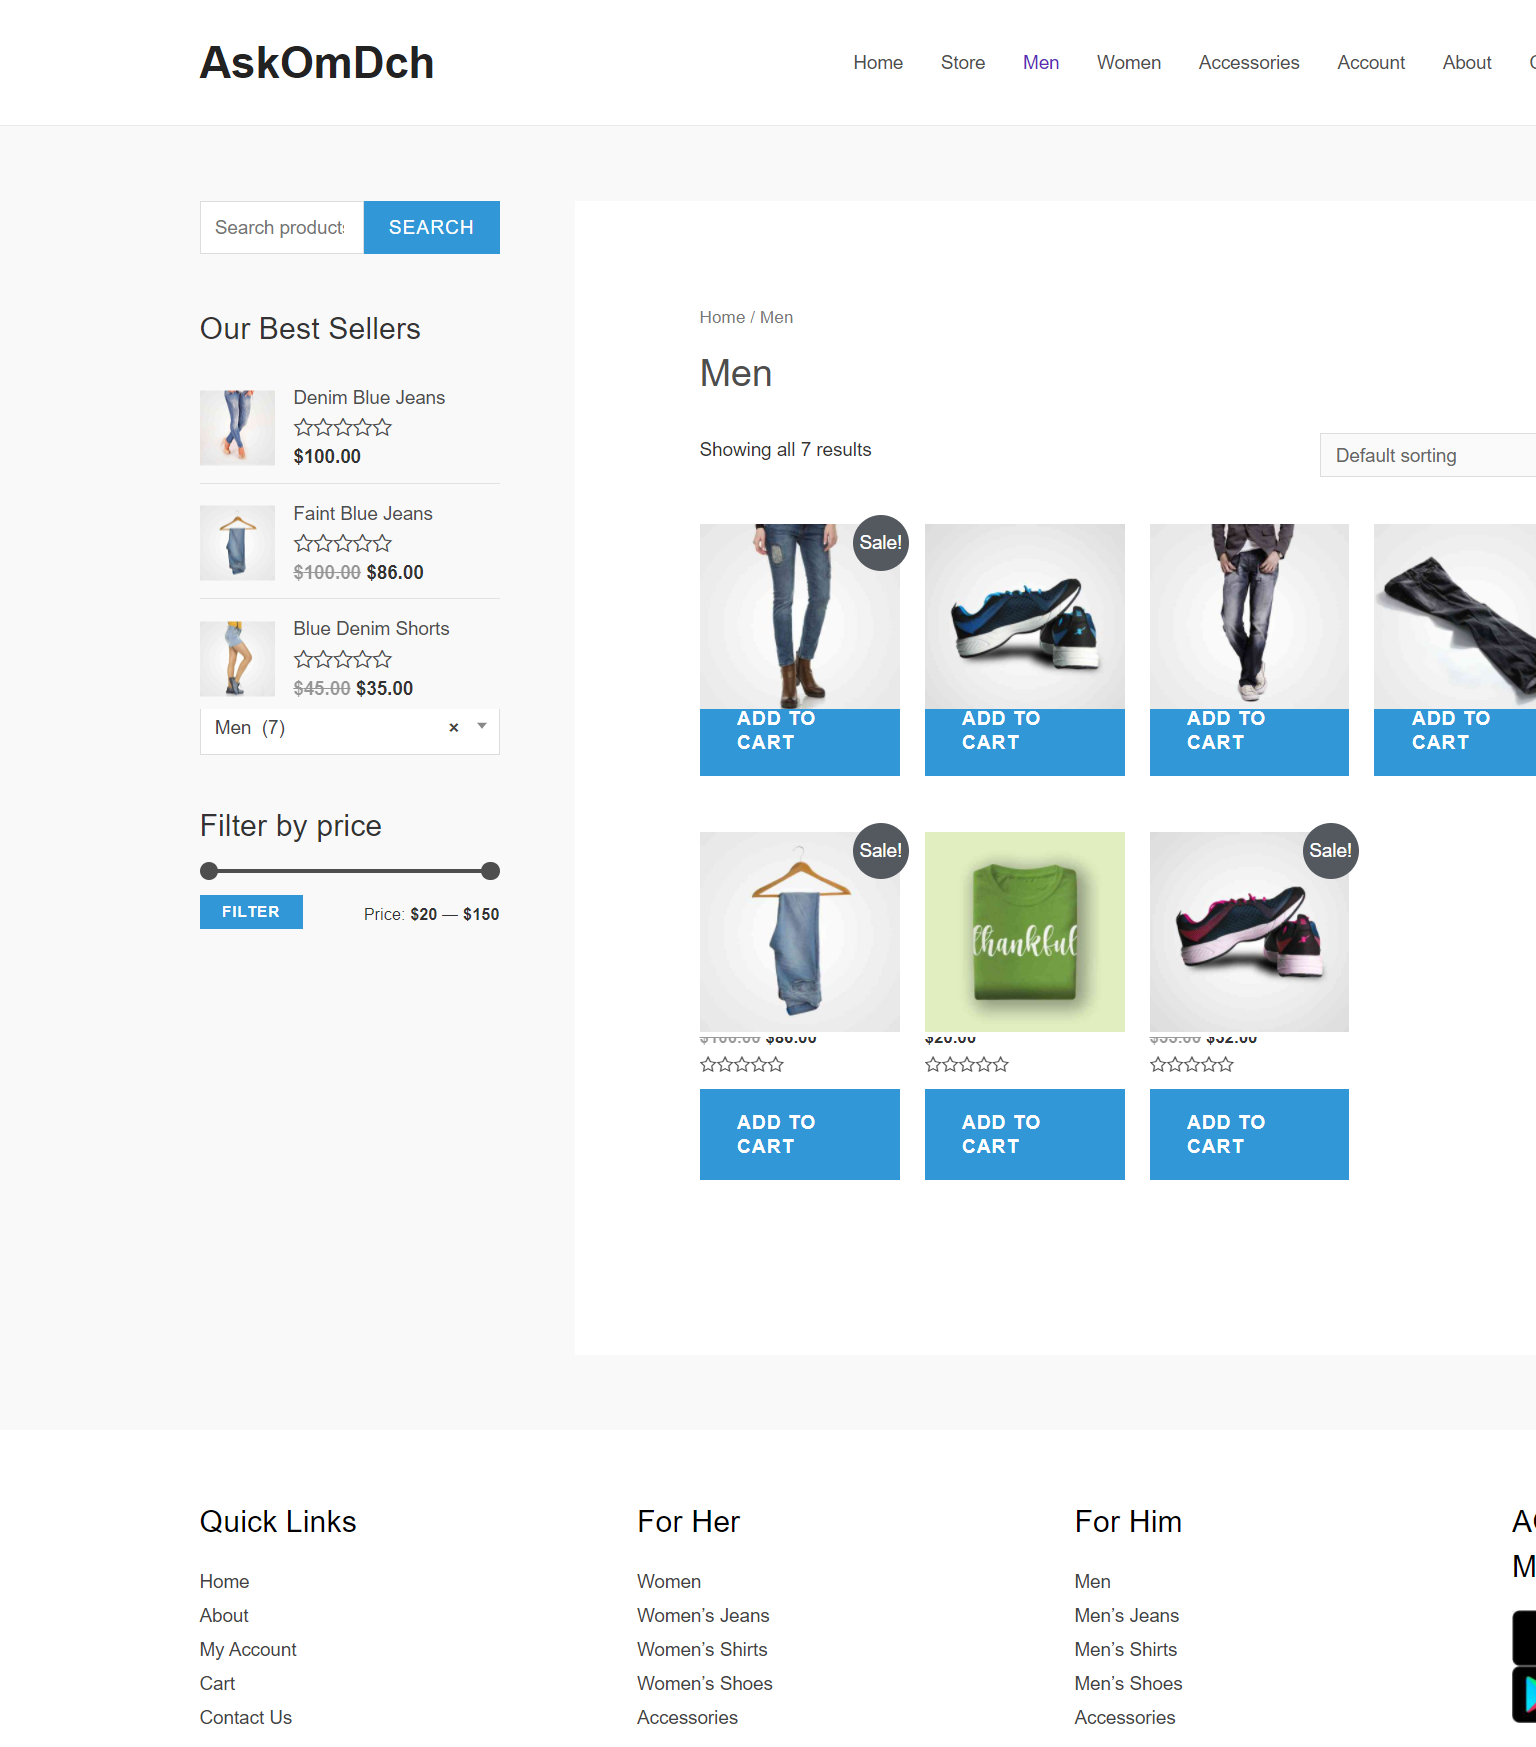 AskOmDch
Home Store Men Women Accessories Account About
Search products
SEARCH
Our Best Sellers
Denim Blue Jeans
$100.00
Faint Blue Jeans
$100.00 $86.00
Blue Denim Shorts
$45.00 $35.00
Men (7)
×
Filter by price
FILTER
Price: $20 — $150
Home / Men
Men
Showing all 7 results
Default sorting
Sale!
ADD TO
CART
ADD TO
CART
ADD TO
CART
ADD TO
CART
Sale!
thankful
Sale!
$100.00 $86.00
$20.00
$32.00
ADD TO
CART
ADD TO
CART
ADD TO
CART
Quick Links
Home
About
My Account
Cart
Contact Us
For Her
Women
Women’s Jeans
Women’s Shirts
Women’s Shoes
Accessories
For Him
Men
Men’s Jeans
Men’s Shirts
Men’s Shoes
Accessories